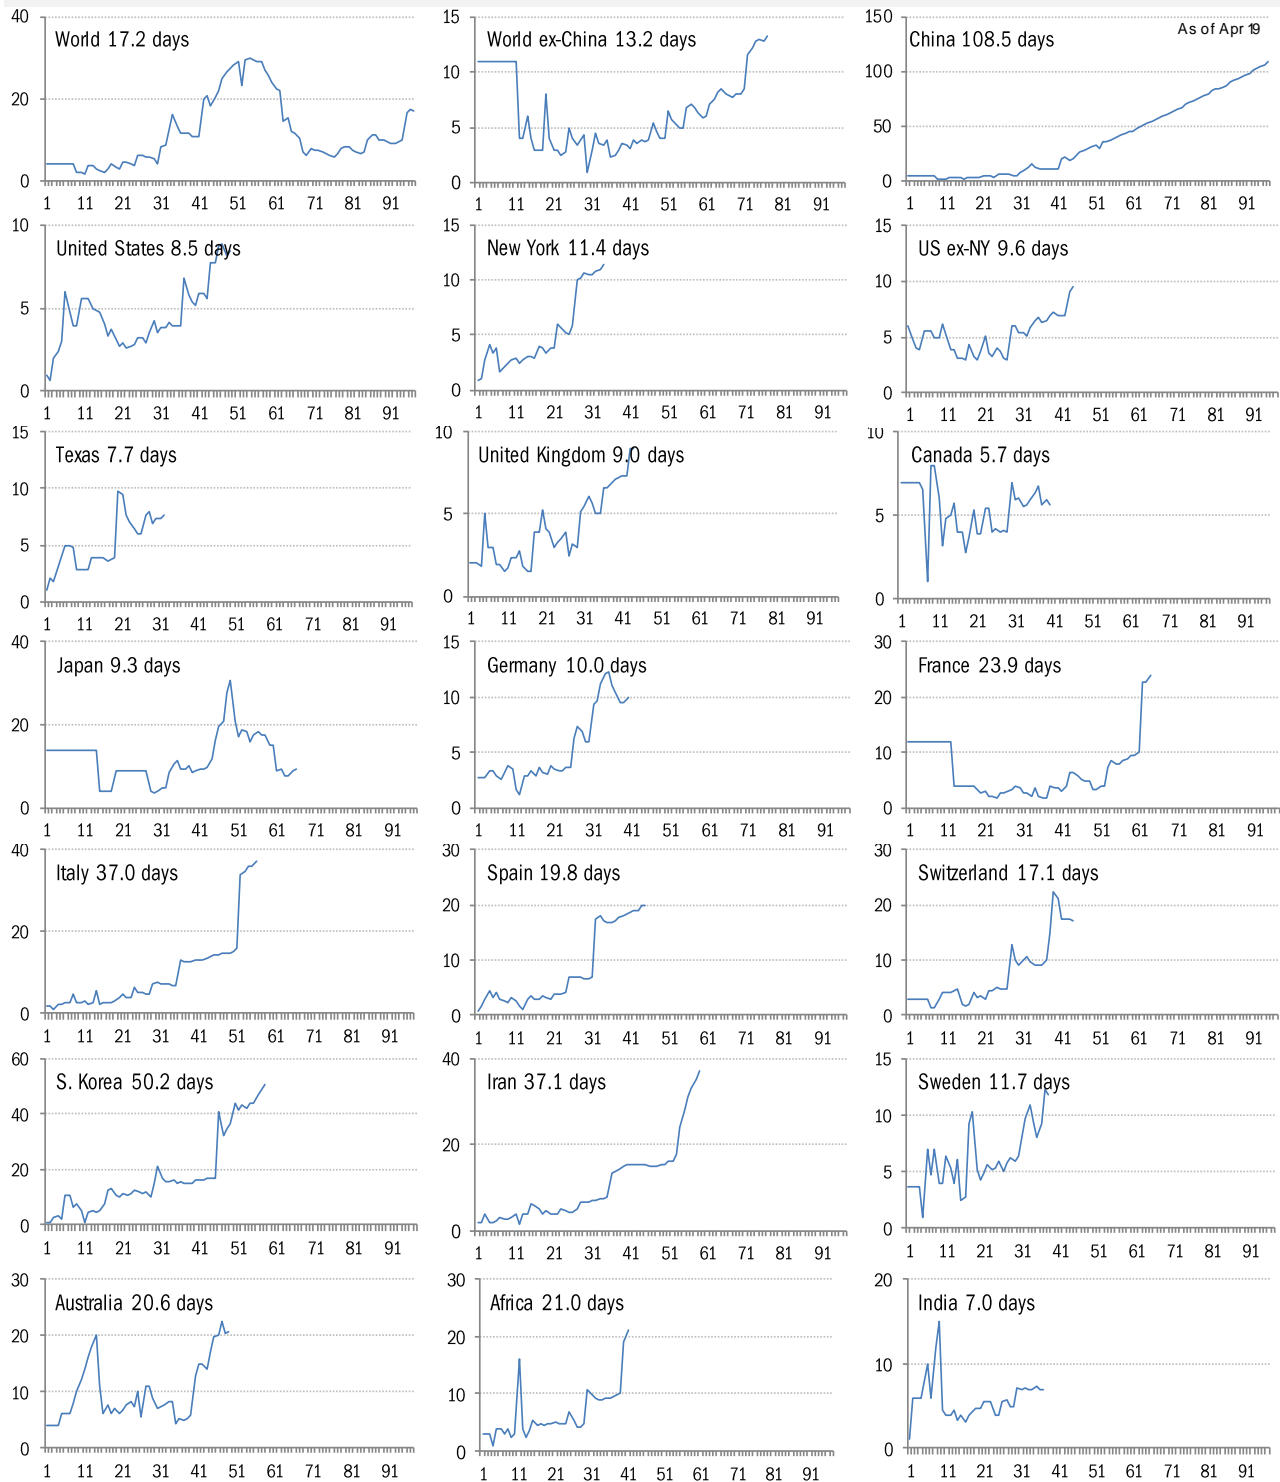 World 17.2 days
40
20
0
1 11 21 31 41 51 61 71 81 91
World ex-China 13.2 days
15
10
5
0
1 11 21 31 41 51 61 71 81 91
As of Apr 19
China 108.5 days
150
100
50
0
1 11 21 31 41 51 61 71 81 91
United States 8.5 days
10
5
0
1 11 21 31 41 51 61 71 81 91
New York 11.4 days
15
10
5
0
1 11 21 31 41 51 61 71 81 91
US ex-NY 9.6 days
15
10
5
0
1 11 21 31 41 51 61 71 81 91
Texas 7.7 days
15
10
5
0
1 11 21 31 41 51 61 71 81 91
United Kingdom 9.0 days
10
5
0
1 11 21 31 41 51 61 71 81 91
Canada 5.7 days
10
5
0
1 11 21 31 41 51 61 71 81 91
Japan 9.3 days
40
20
0
1 11 21 31 41 51 61 71 81 91
Germany 10.0 days
15
10
5
0
1 11 21 31 41 51 61 71 81 91
France 23.9 days
30
20
10
0
1 11 21 31 41 51 61 71 81 91
Italy 37.0 days
40
20
0
1 11 21 31 41 51 61 71 81 91
Spain 19.8 days
30
20
10
0
1 11 21 31 41 51 61 71 81 91
Switzerland 17.1 days
30
20
10
0
1 11 21 31 41 51 61 71 81 91
S. Korea 50.2 days
60
40
20
0
1 11 21 31 41 51 61 71 81 91
Iran 37.1 days
40
20
0
1 11 21 31 41 51 61 71 81 91
Sweden 11.7 days
15
10
5
0
1 11 21 31 41 51 61 71 81 91
Australia 20.6 days
30
20
10
0
1 11 21 31 41 51 61 71 81 91
Africa 21.0 days
30
20
10
0
1 11 21 31 41 51 61 71 81 91
India 7.0 days
20
10
0
1 11 21 31 41 51 61 71 81 91